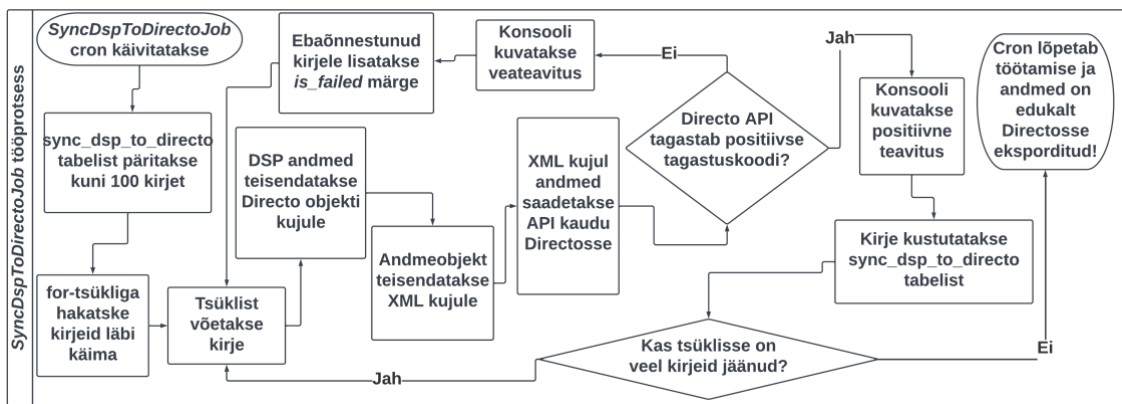 SyncDspToDirectoJob tööprotsess
SyncDspToDirectoJob
cron käivitatakse
sync_dsp_to_directo
tabelist päritakse
kuni 100 kirjet
for-tsükliga
hakatske
kirjeid läbi
käima
Tsüklist
võetakse
kirje
DSP andmed
teisendatakse
Directo objekti
kujule
Andmeobjekt
teisendatakse
XML kujule
XML kujul
andmed
saadetakse
API kaudu
Directosse
Directo API
tagastab positiivse
tagastuskoodi?
Ei
Konsooli
kuvatakse
veateavitus
Ebaõnnestunud
kirjele lisatakse
is_failed märge
Jah
Konsooli
kuvatakse
positiivne
teavitus
Kirje kustutatakse
sync_dsp_to_directo
tabelist
Kas tsüklisse on
veel kirjeid jäänud?
Jah
Ei
Cron lõpetab
töötamise ja
andmed on
edukalt
Directosse
eksporditud!